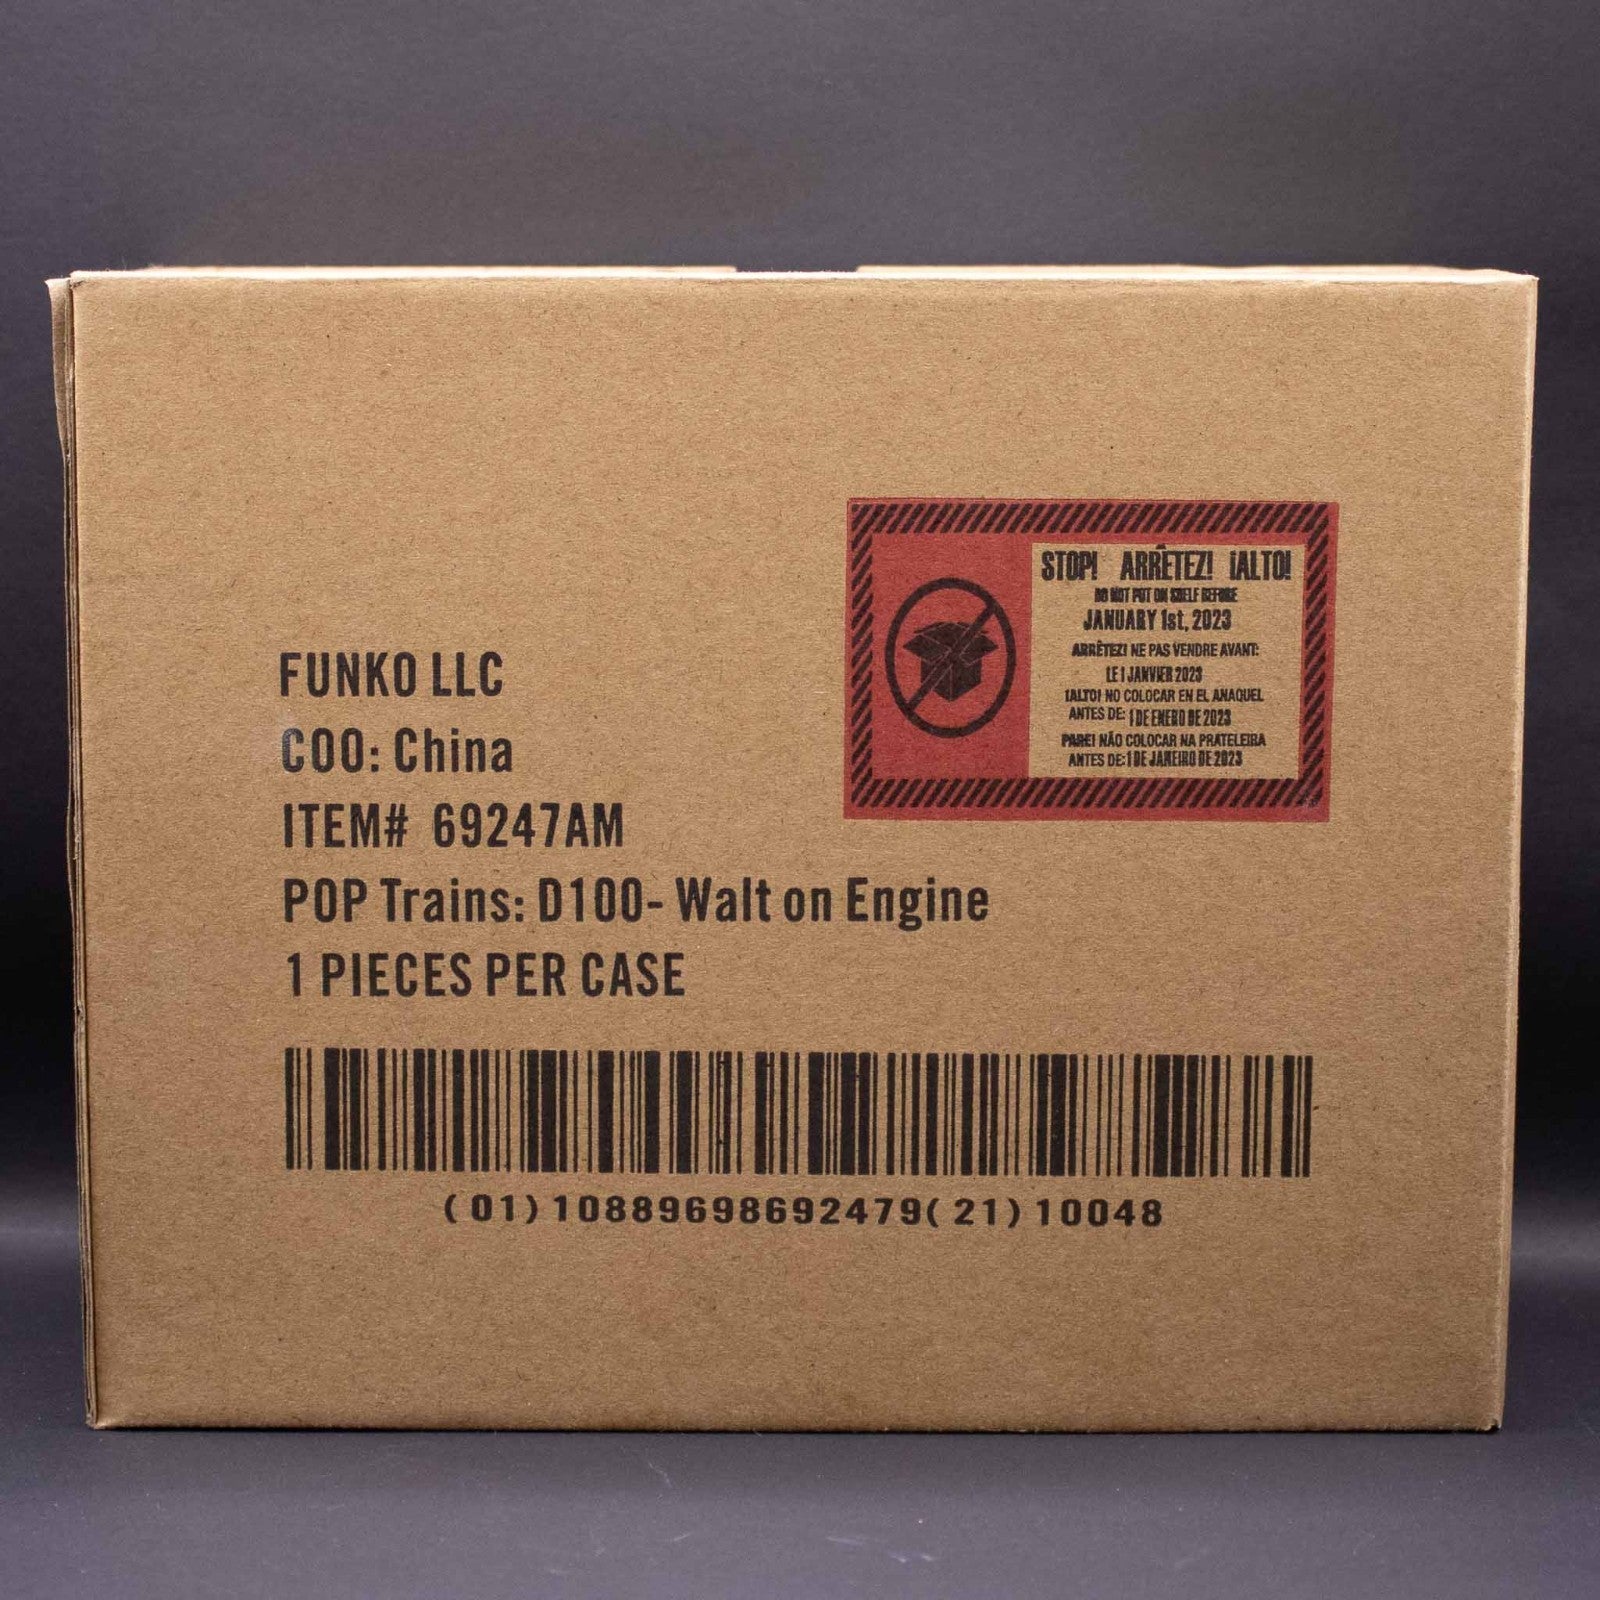 STOP! ARRÊTEZ! ¡ALTO!
DO NOT PUT ON SHELF BEFORE
JANUARY 1st, 2023
ARRÊTEZ! NE PAS VENDRE AVANT:
LE 1 JANVIER 2023
¡ALTO! NO COLOCAR EN EL ANAQUEL
ANTES DE: 1 DE ENERO DE 2023
PARE! NÃO COLOCAR NA PRATELEIRA
ANTES DE: 1 DE JANEIRO DE 2023
FUNKO LLC
COO: China
ITEM# 69247AM
POP Trains: D100- Walt on Engine
1 PIECES PER CASE
(01)10889698692479(21)10048